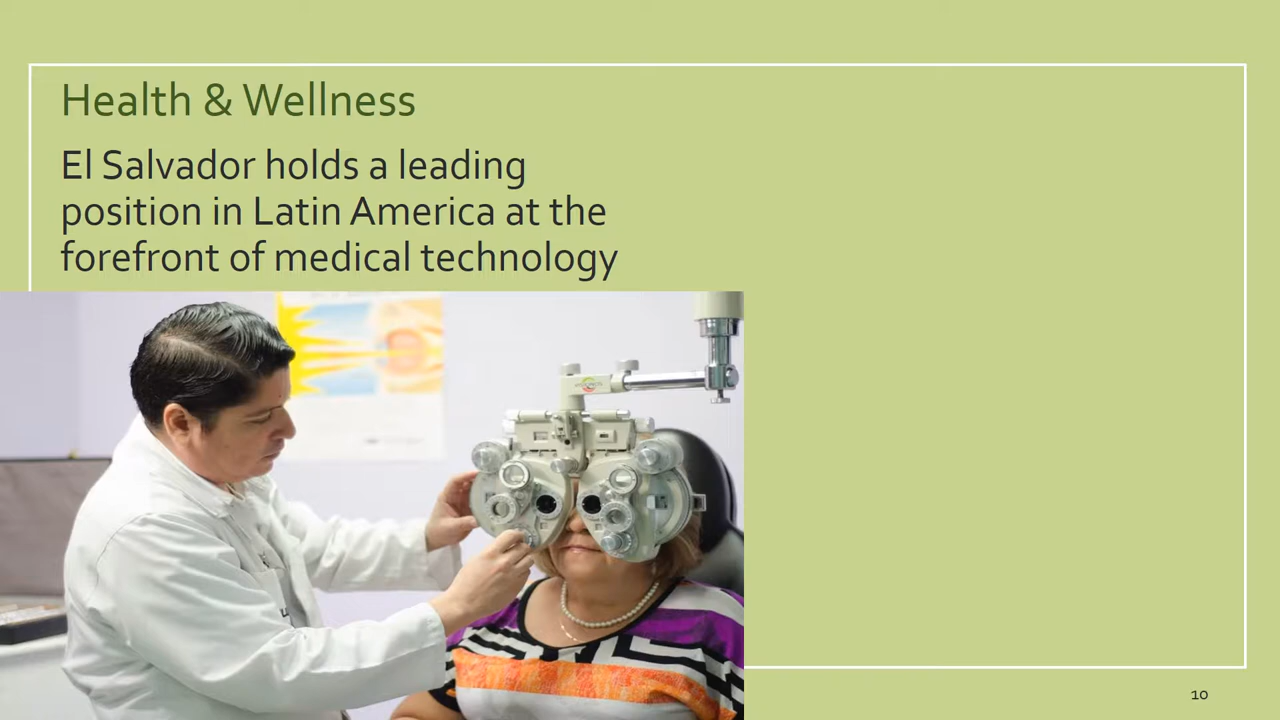 Health & Wellness
El Salvador holds a leading
position in Latin America at the
forefront of medical technology
10